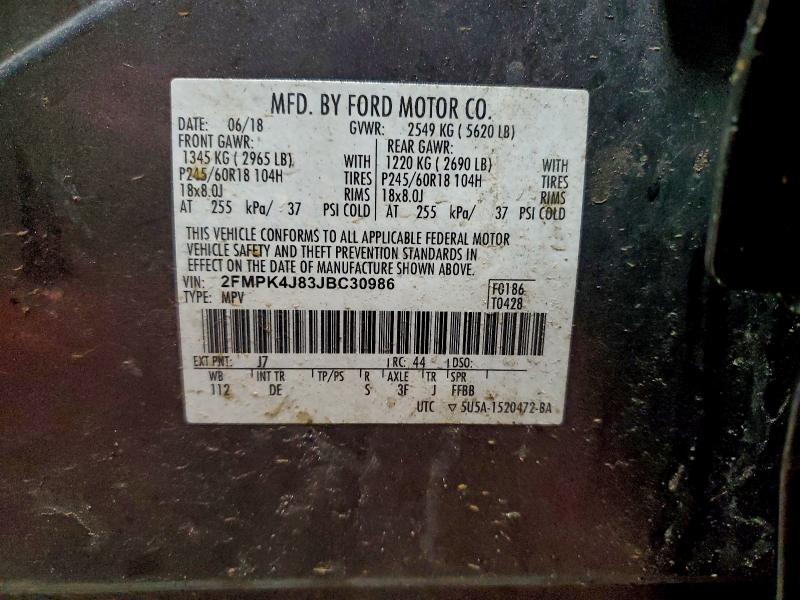 MFD. BY FORD MOTOR CO.
DATE: 06/18 GVWR: 2549 KG ( 5620 LB)
FRONT GAWR: REAR GAWR:
1345 KG ( 2965 LB) WITH 1220 KG ( 2690 LB) WITH
P245/60R18 104H TIRES P245/60R18 104H TIRES
18x8.0J RIMS 18x8.0J RIMS
AT 255 kPa/ 37 PSI COLD AT 255 kPa/ 37 PSI COLD
THIS VEHICLE CONFORMS TO ALL APPLICABLE FEDERAL MOTOR
VEHICLE SAFETY AND THEFT PREVENTION STANDARDS IN
EFFECT ON THE DATE OF MANUFACTURE SHOWN ABOVE.
VIN: 2FMPK4J83JBC30986 F0186
TYPE: MPV T0428
EXT PNT: J7 RC: 44 DSO:
WB INT TR TP/PS R AXLE TR SPR
112 DE S 3F J FFBB
UTC ▽ 5U5A-1520472-BA